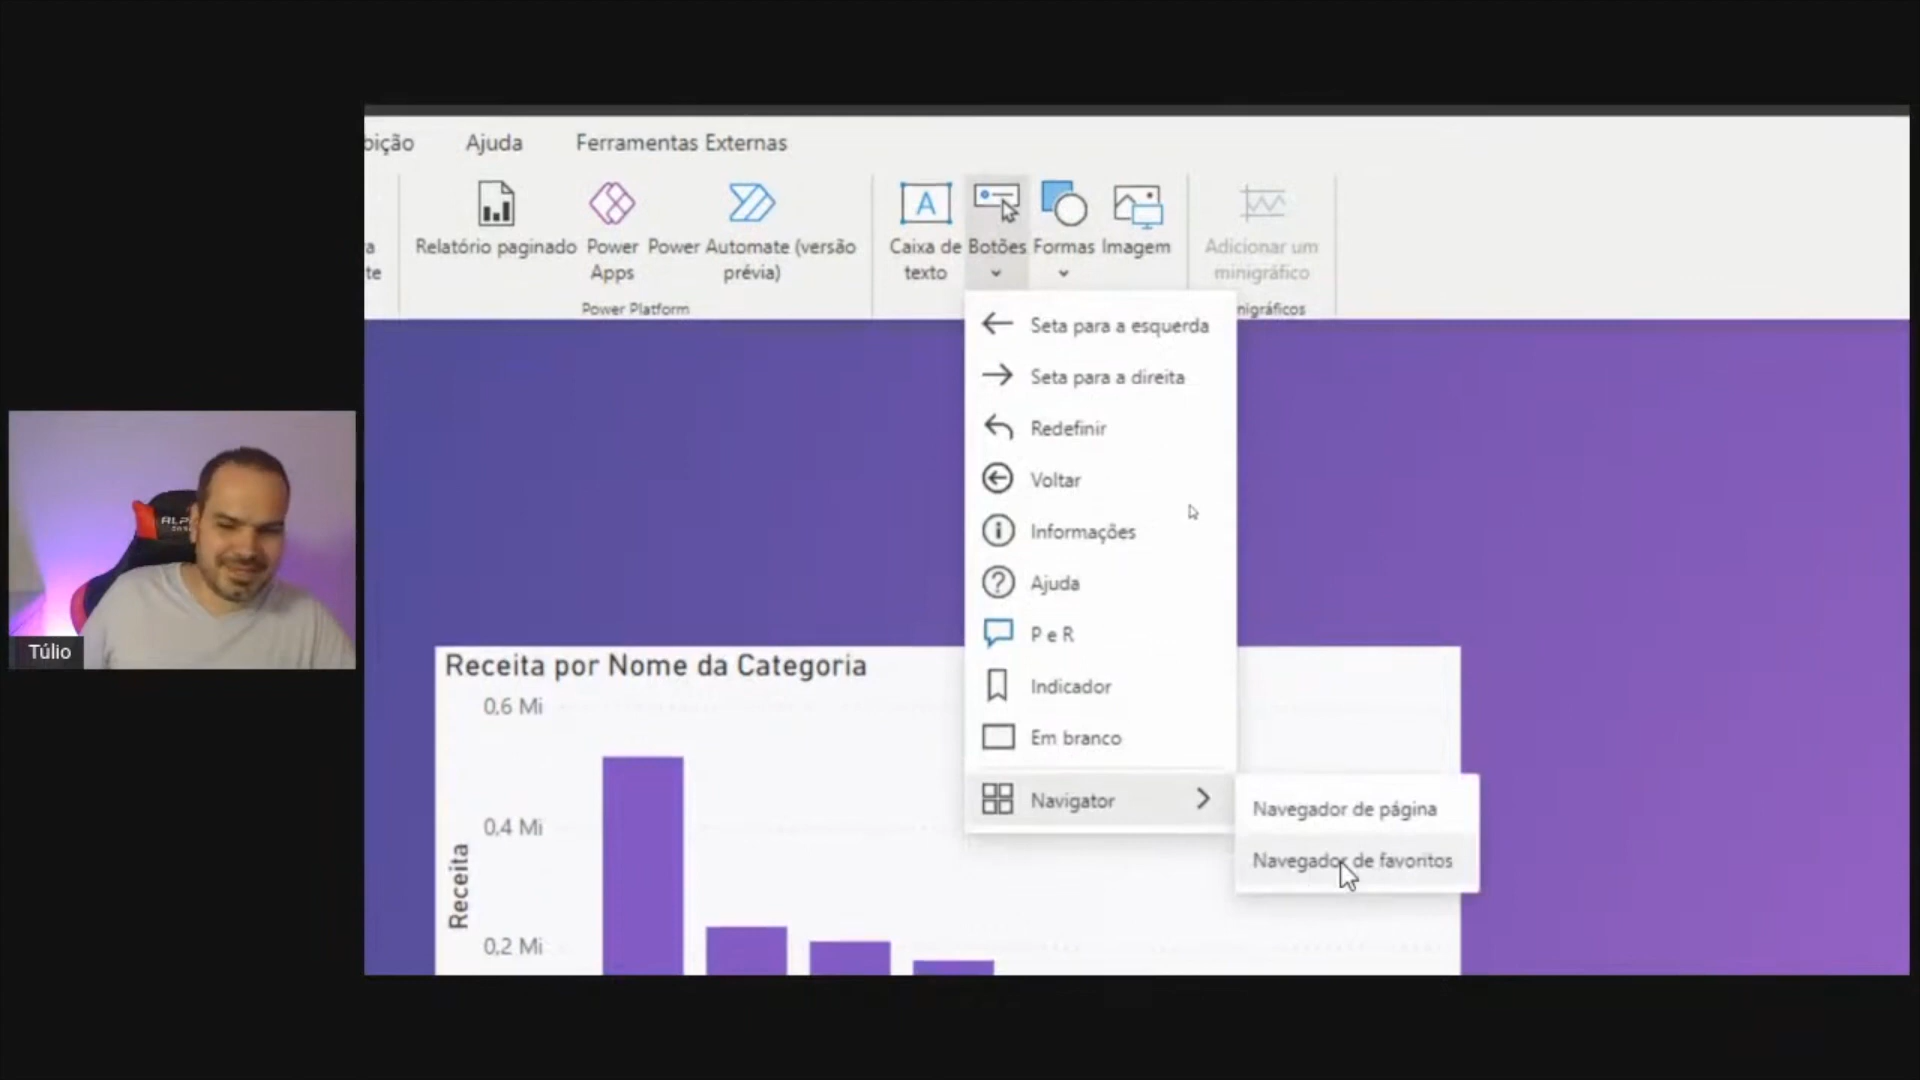 bição Ajuda Ferramentas Externas
a
te
Relatório paginado
Power
Apps
Power Automate (versão
prévia)
Power Platform
Caixa de
texto
Botões
Formas
Imagem
Adicionar um
minigráfico
nigráficos
Seta para a esquerda
Seta para a direita
Redefinir
Voltar
Informações
Ajuda
P e R
Indicador
Em branco
Navigator
Navegador de página
Navegador de favoritos
Túlio
Receita por Nome da Categoria
0,6 Mi
0,4 Mi
0,2 Mi
Receita